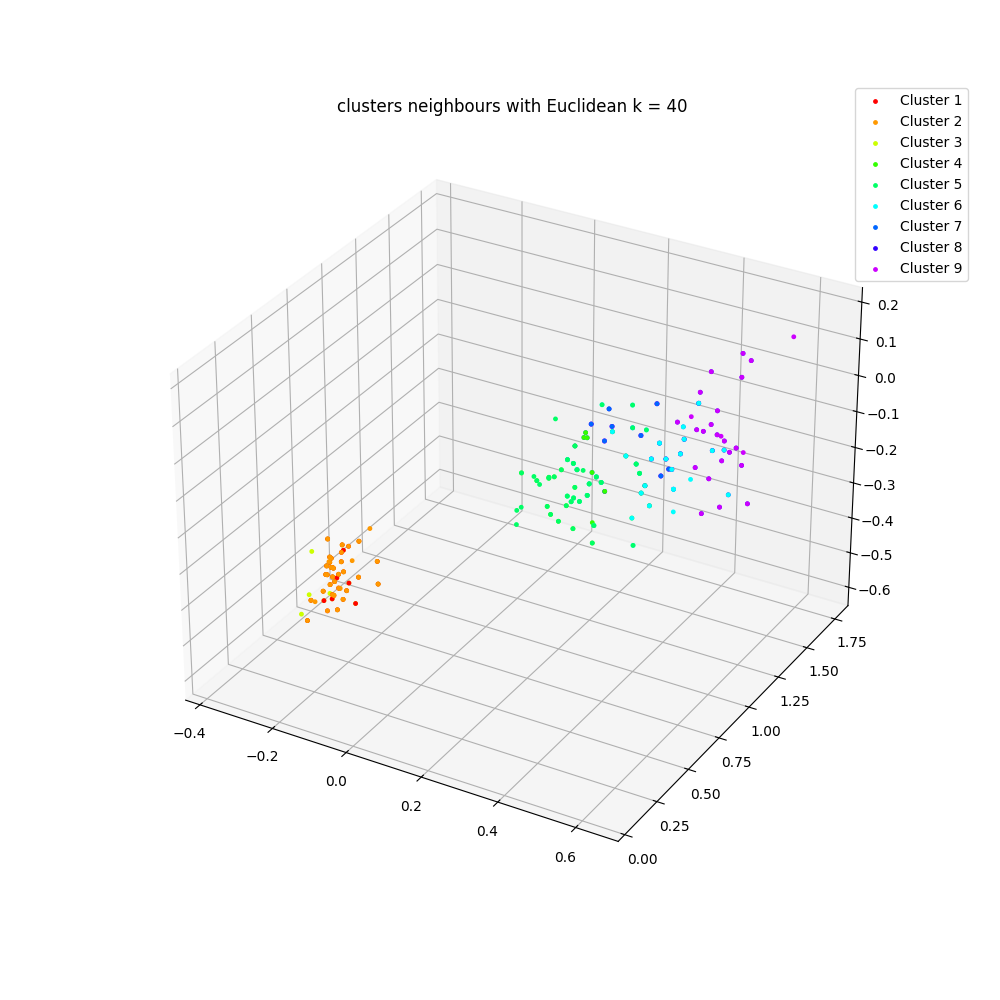 clusters neighbours with Euclidean k = 40
Cluster 1
Cluster 2
Cluster 3
Cluster 4
Cluster 5
Cluster 6
Cluster 7
Cluster 8
Cluster 9
0.2
0.1
0.0
−0.1
−0.2
−0.3
−0.4
−0.5
−0.6
1.75
1.50
1.25
1.00
0.75
0.50
0.25
0.00
−0.4
−0.2
0.0
0.2
0.4
0.6